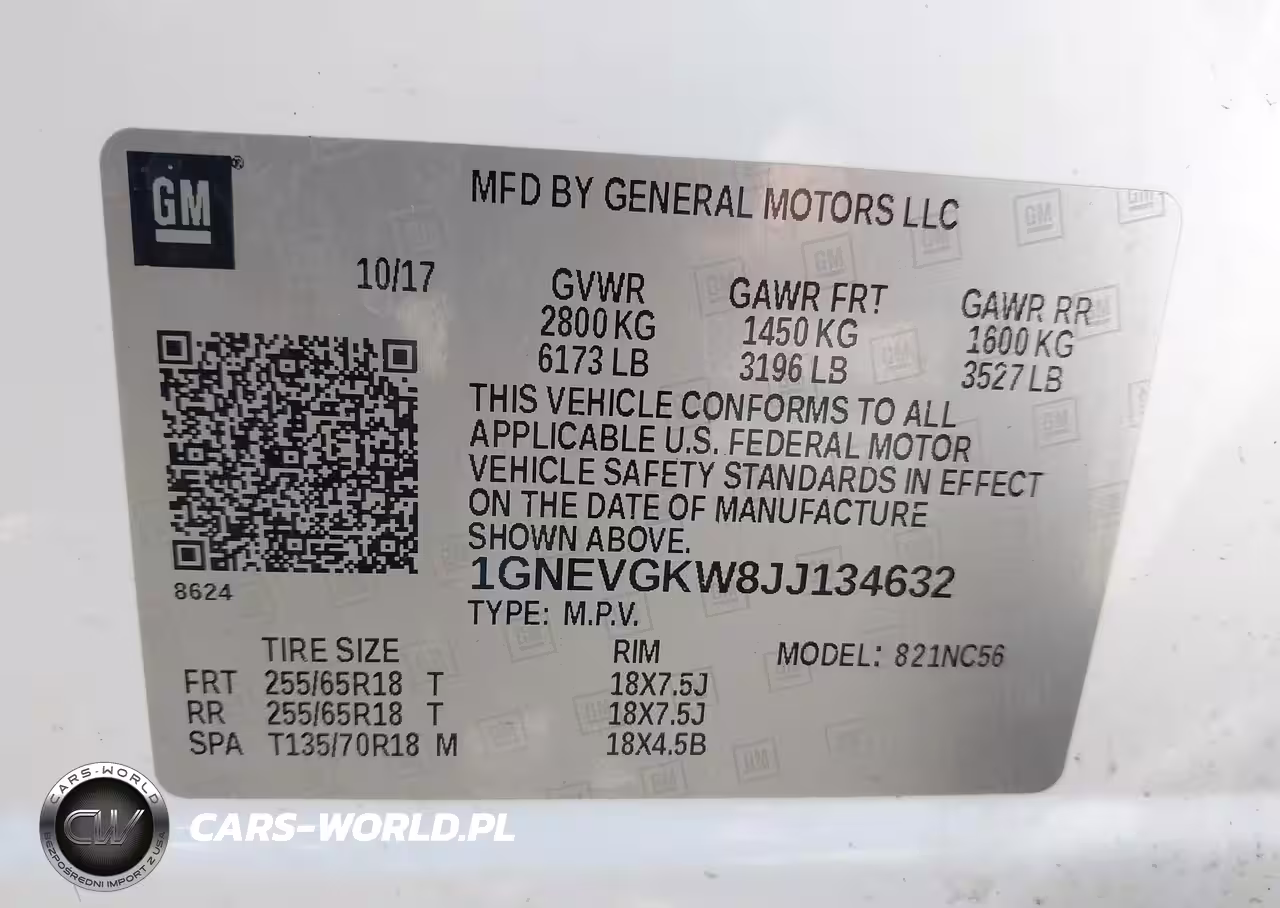 GM®
MFD BY GENERAL MOTORS LLC
10/17
GVWR GAWR FRT GAWR RR
2800 KG 1450 KG 1600 KG
6173 LB 3196 LB 3527 LB
THIS VEHICLE CONFORMS TO ALL
APPLICABLE U.S. FEDERAL MOTOR
VEHICLE SAFETY STANDARDS IN EFFECT
ON THE DATE OF MANUFACTURE
SHOWN ABOVE.
1GNEVGKW8JJ134632
8624
TYPE: M.P.V.
TIRE SIZE RIM MODEL: 821NC56
FRT 255/65R18 T 18X7.5J
RR 255/65R18 T 18X7.5J
SPA T135/70R18 M 18X4.5B
CARS-WORLD
CW
BEZPOŚREDNI IMPORT Z USA
CARS-WORLD.PL